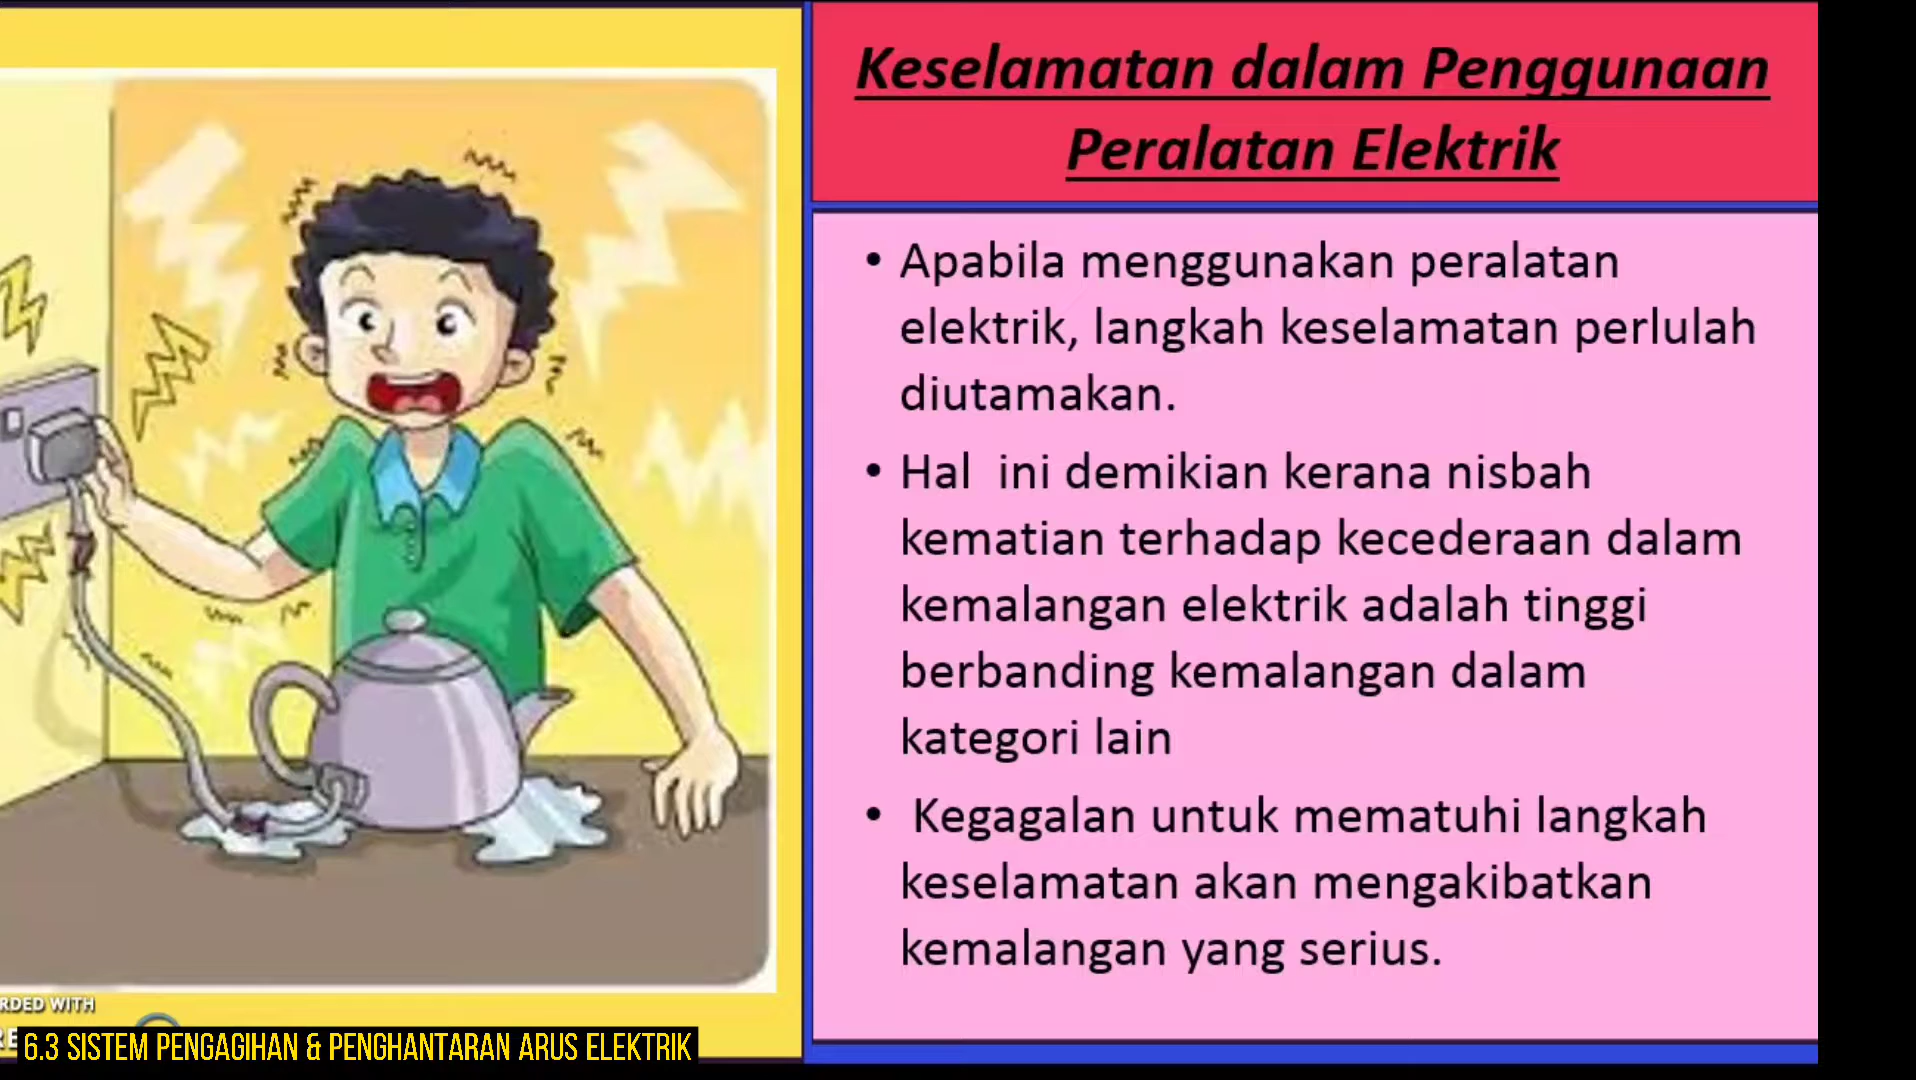 Keselamatan dalam Penggunaan
Peralatan Elektrik
• Apabila menggunakan peralatan
elektrik, langkah keselamatan perlulah
diutamakan.
• Hal ini demikian kerana nisbah
kematian terhadap kecederaan dalam
kemalangan elektrik adalah tinggi
berbanding kemalangan dalam
kategori lain
• Kegagalan untuk mematuhi langkah
keselamatan akan mengakibatkan
kemalangan yang serius.
WITH
6.3 SISTEM PENGAGIHAN & PENGHANTARAN ARUS ELEKTRIK